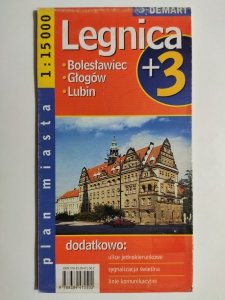 DEMART
1:15 000
Legnica
+3
• Bolesławiec
• Głogów
• Lubin
plan miasta
dodatkowo:
ulice jednokierunkowe
sygnalizacja świetlna
linie komunikacyjne